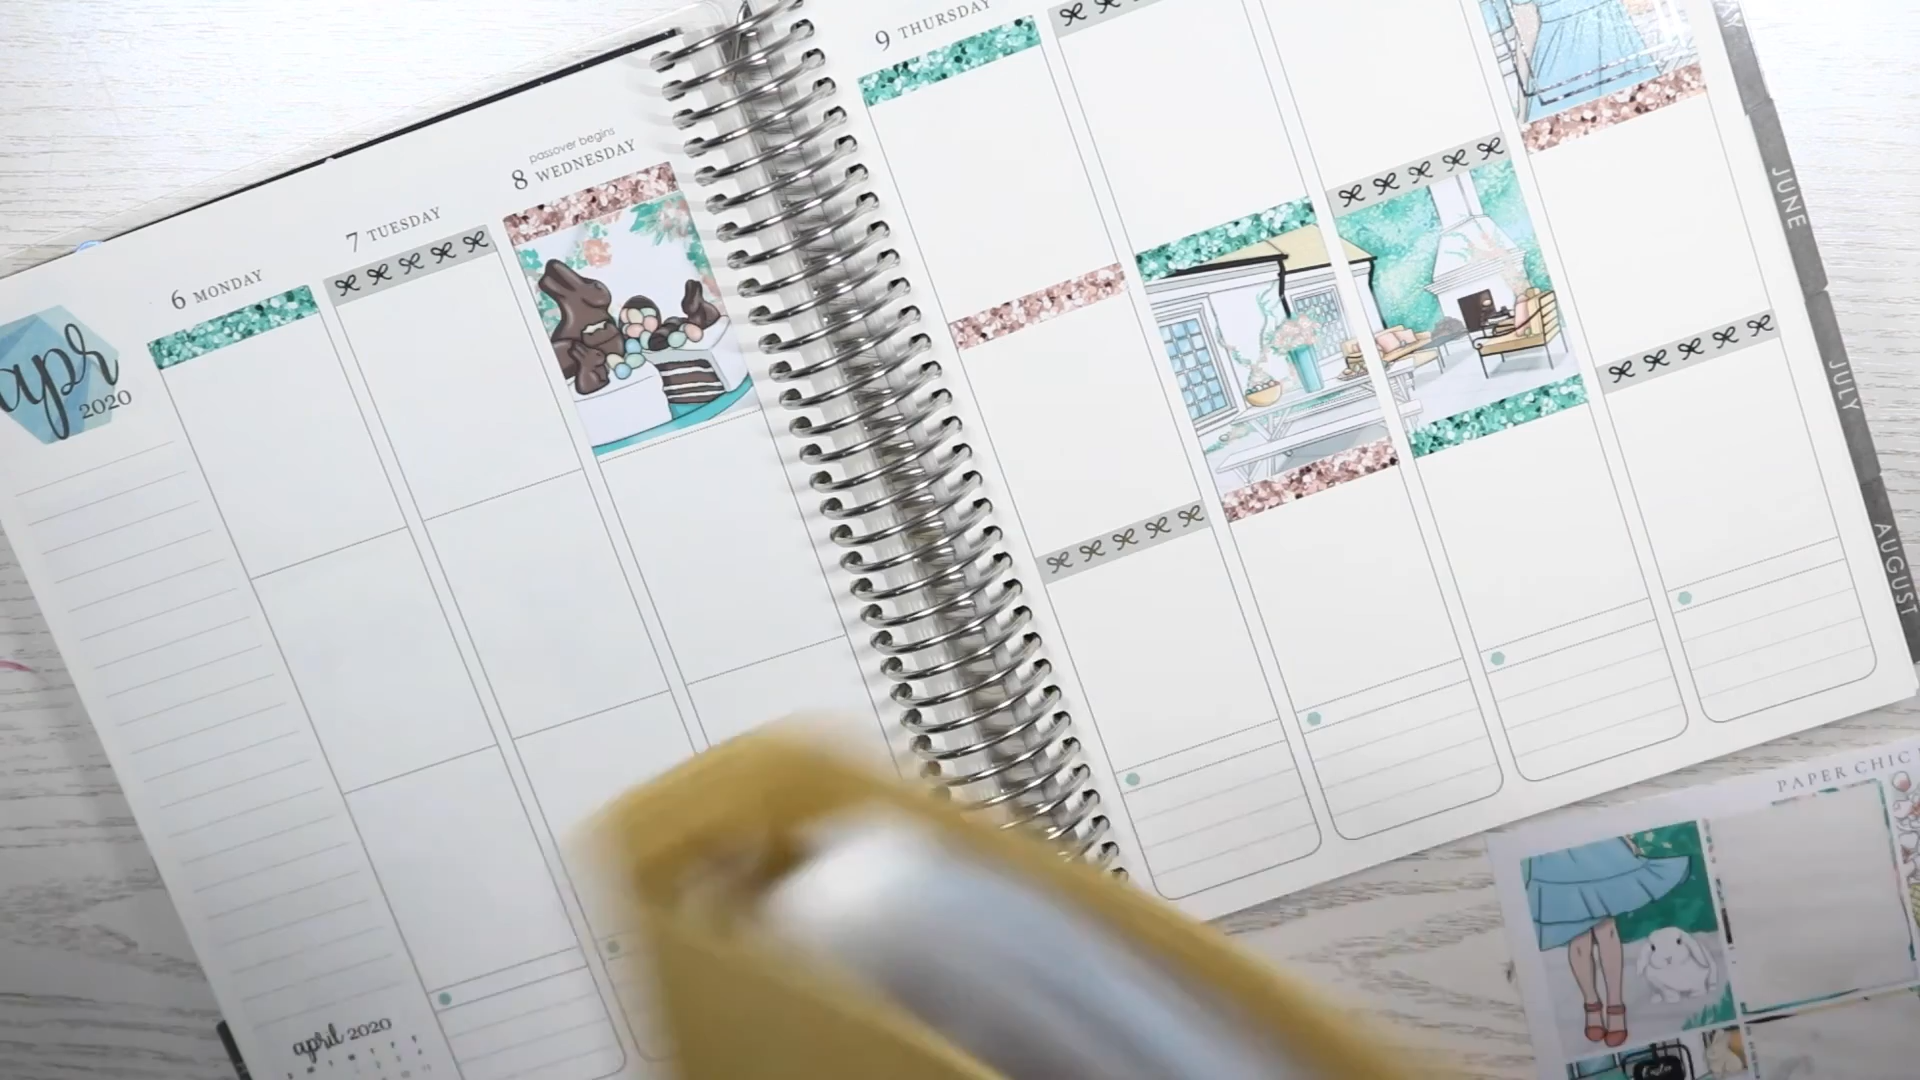 apr
2020
6 MONDAY
7 TUESDAY
passover begins
8 WEDNESDAY
9 THURSDAY
JUNE
JULY
AUGUST
PAPER CHIC
april 2020